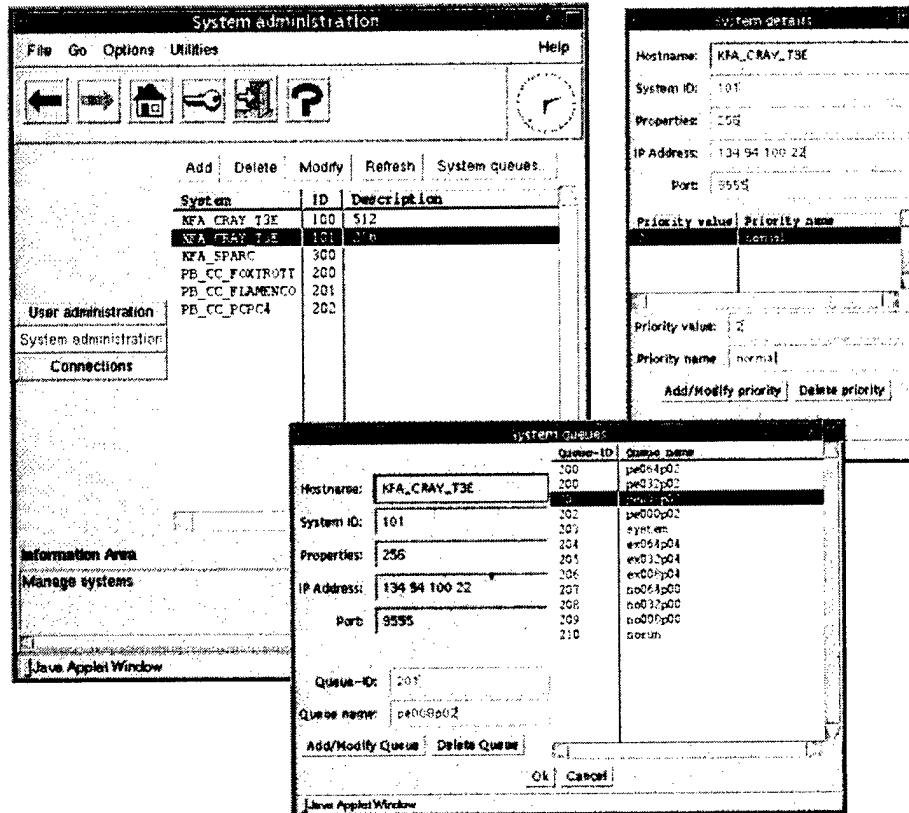 System administration
File Go Options Utilities Help
Add Delete Modify Refresh System queues...
System ID Description
KFA_CRAY_T3E 100 512
KFA_CRAY_T3E 101
KFA_SPARC 300
PB_CC_FOXTROTT 200
PB_CC_FLAMENCO 201
PB_CC_PCPC4 202
User administration
System administration
Connections
Information Area
Manage systems
Java Applet Window
System details
Hostname: KFA_CRAY_T3E
System ID: 101
Properties: 256
IP Address: 134 94 100 22
Port: 9555
Priority value Priority name
normal
Priority value: 2
Priority name normal
Add/Modify priority Delete priority
System queues
Hostname: KFA_CRAY_T3E
System ID: 101
Properties: 256
IP Address: 134 94 100 22
Port: 9555
Queue-ID: 201
Queue name: pe008p02
Add/Modify Queue Delete Queue
Queue-ID Queue name
200 pe064p02
200 pe032p02
202 pe000p02
203 system
204 ex064p04
205 ex032p04
206 ex008p04
207 no064p00
208 no032p00
209 no000p00
210 norun
Ok Cancel
Java Applet Window